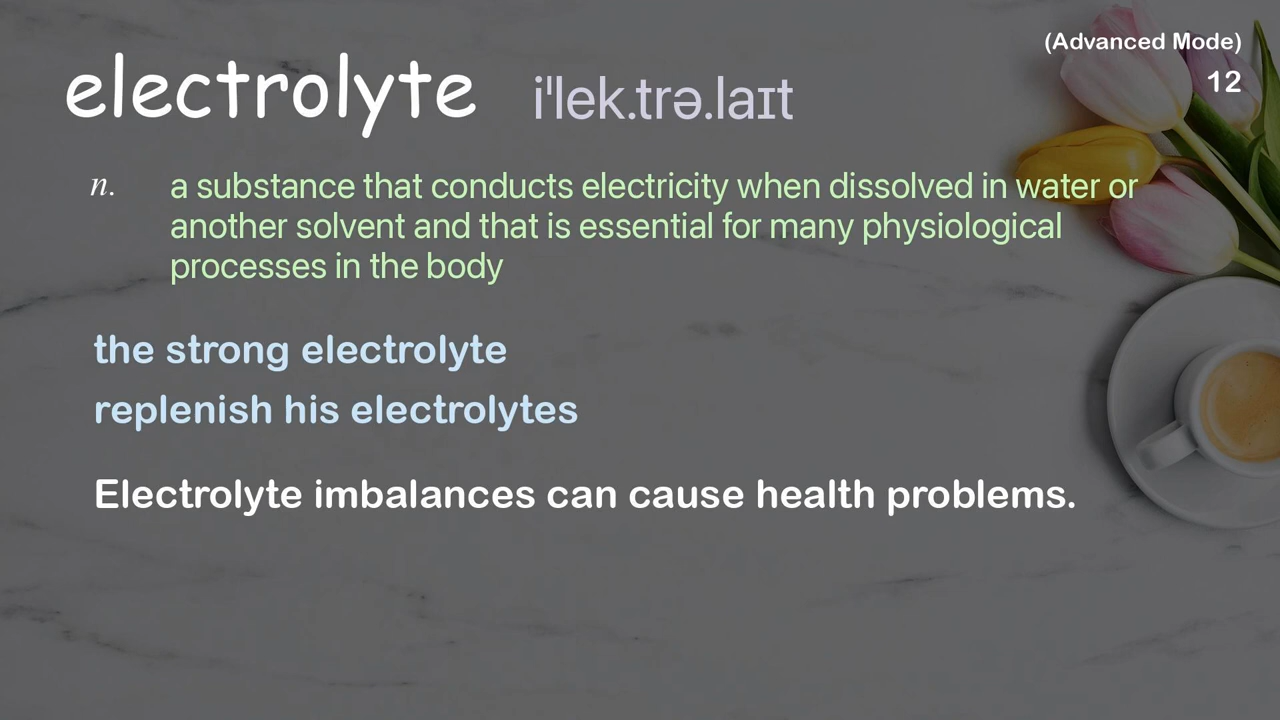 (Advanced Mode)
12
electrolyte iˈlek.trə.laɪt
n. a substance that conducts electricity when dissolved in water or
another solvent and that is essential for many physiological
processes in the body
the strong electrolyte
replenish his electrolytes
Electrolyte imbalances can cause health problems.